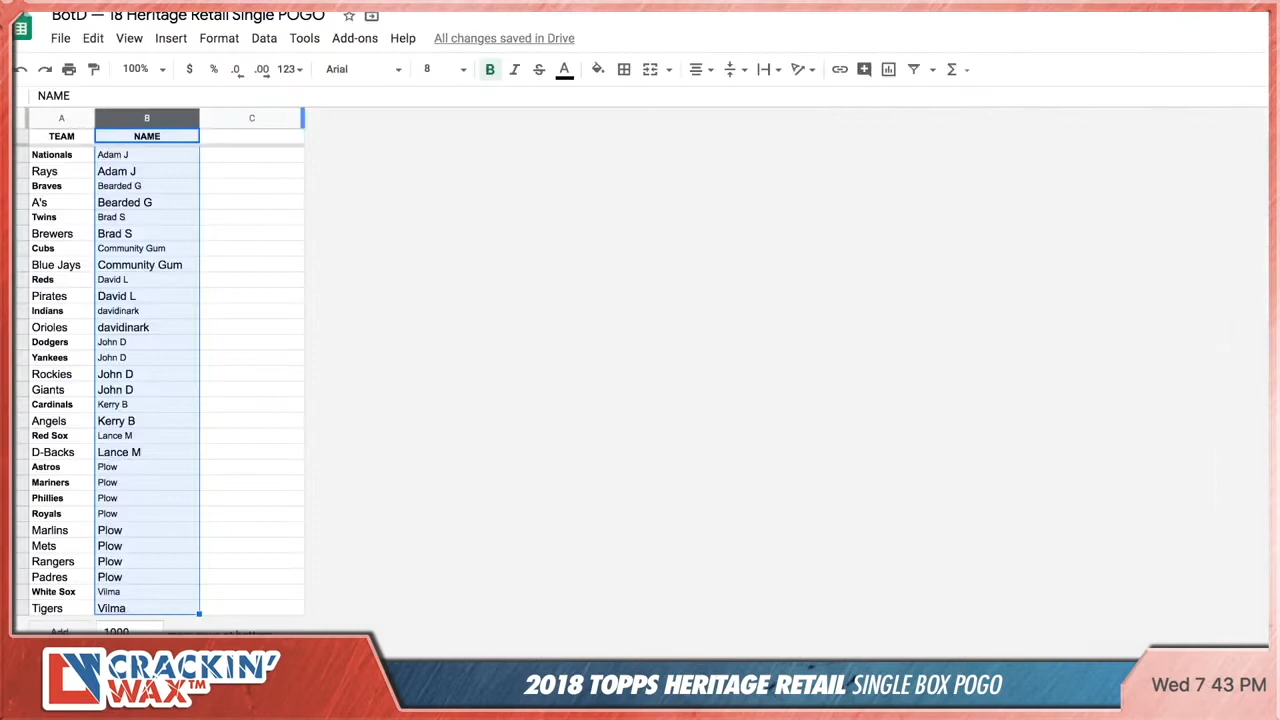 BotD — 18 Heritage Retail Single POGO
File Edit View Insert Format Data Tools Add-ons Help All changes saved in Drive
100% $ % .0 .00 123 Arial 8 B I S A
NAME
A B C
TEAM NAME
Nationals Adam J
Rays Adam J
Braves Bearded G
A's Bearded G
Twins Brad S
Brewers Brad S
Cubs Community Gum
Blue Jays Community Gum
Reds David L
Pirates David L
Indians davidinark
Orioles davidinark
Dodgers John D
Yankees John D
Rockies John D
Giants John D
Cardinals Kerry B
Angels Kerry B
Red Sox Lance M
D-Backs Lance M
Astros Plow
Mariners Plow
Phillies Plow
Royals Plow
Marlins Plow
Mets Plow
Rangers Plow
Padres Plow
White Sox Vilma
Tigers Vilma
Add 1000
CRACKIN'
WAX™
2018 TOPPS HERITAGE RETAIL SINGLE BOX POGO
Wed 7 43 PM